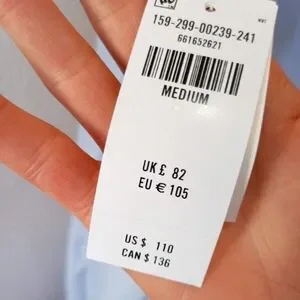 159-299-00239-241
661652621
MEDIUM
UK £ 82
EU € 105
US $ 110
CAN $ 136